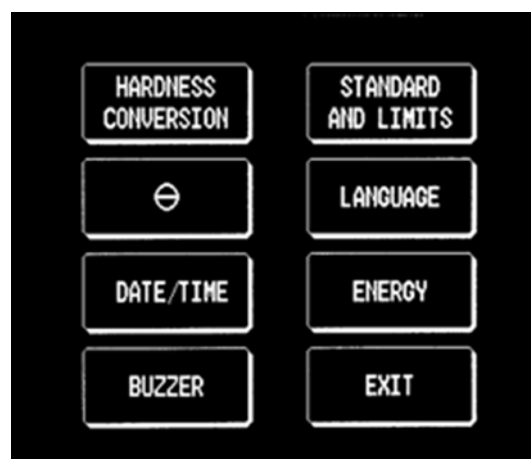 HARDNESS
CONVERSION
STANDARD
AND LIMITS
⊖
LANGUAGE
DATE/TIME
ENERGY
BUZZER
EXIT